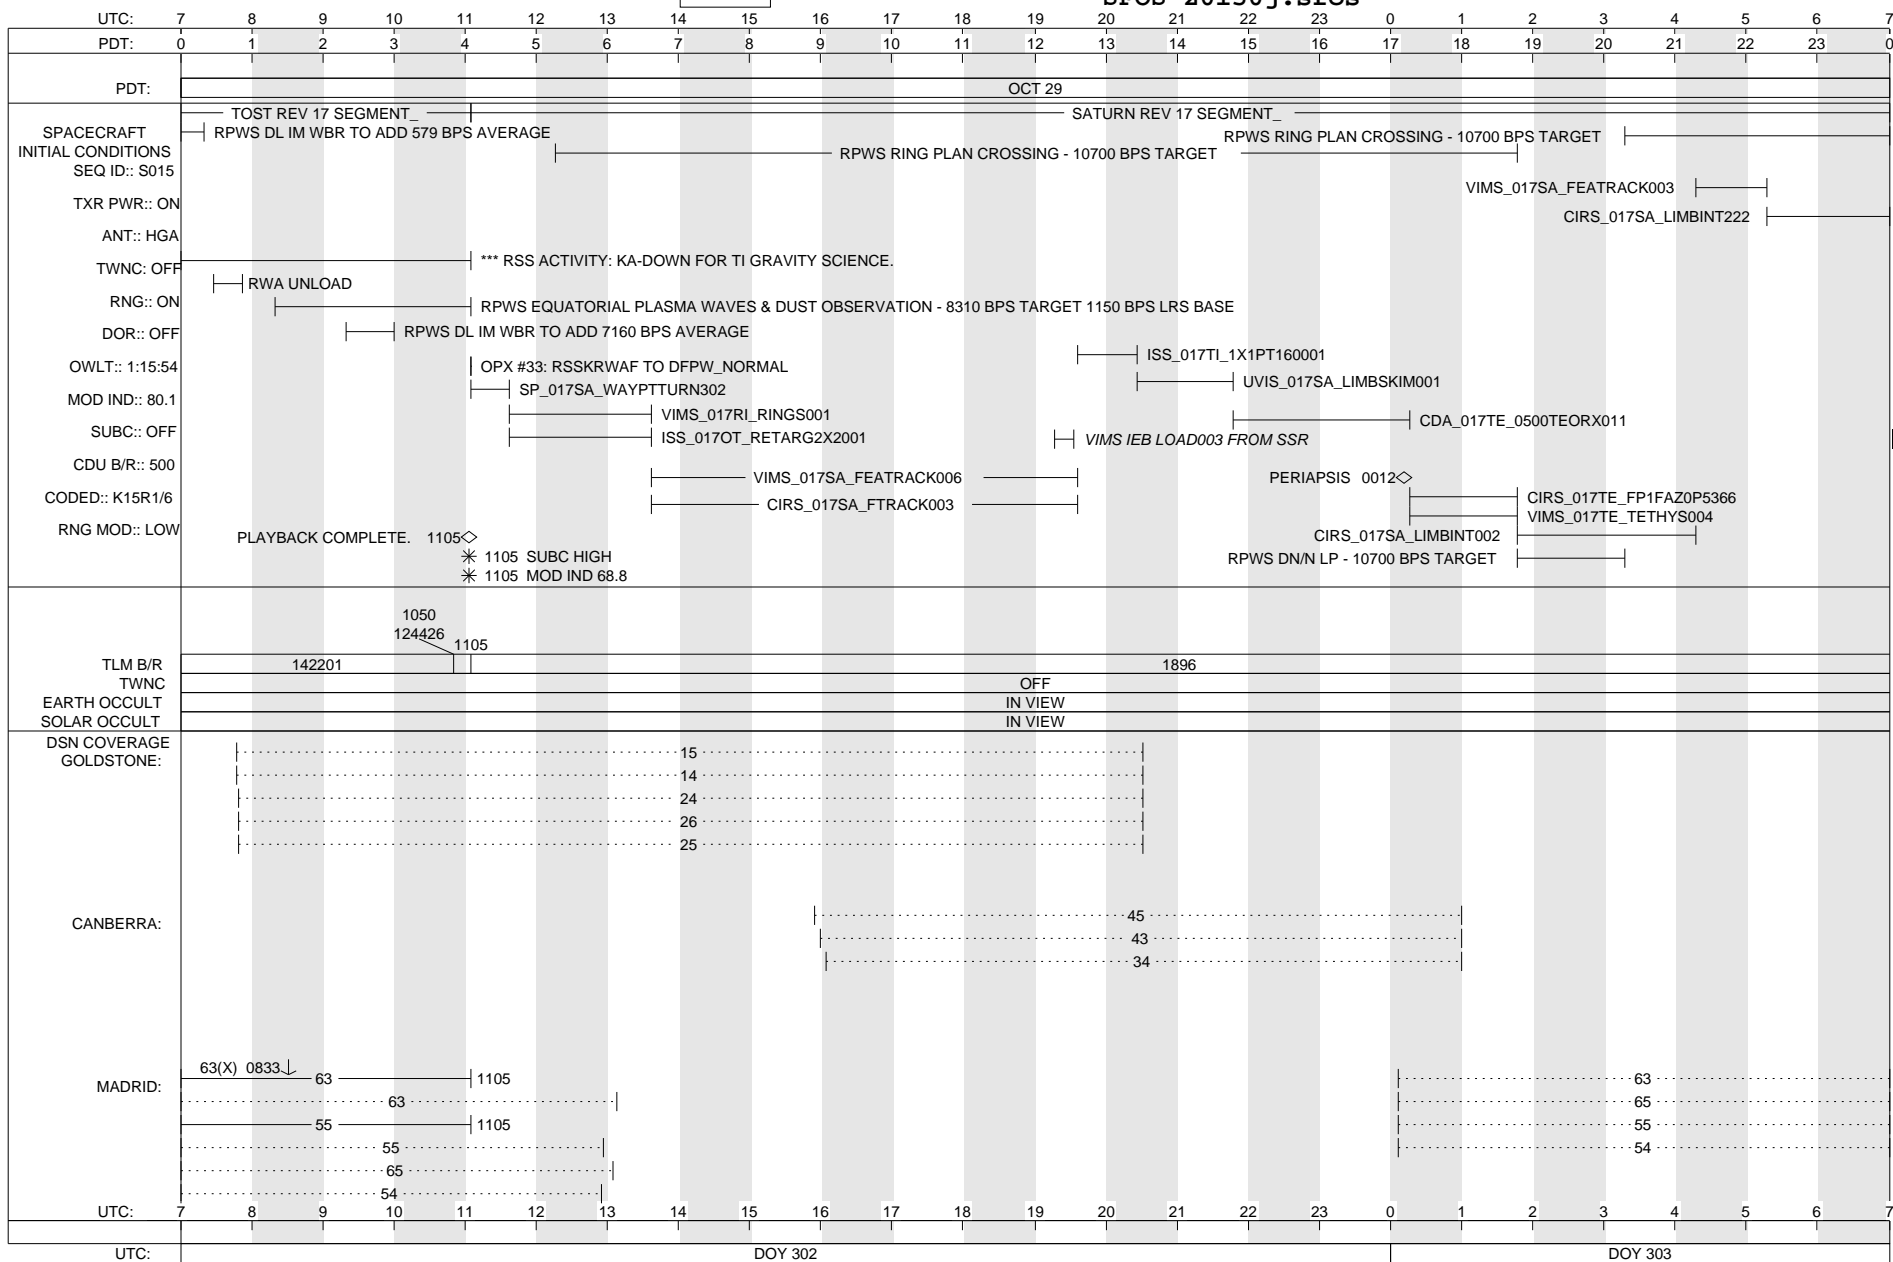 SFOS-20150j.sfos
UTC: 7 8 9 10 11 12 13 14 15 16 17 18 19 20 21 22 23 0 1 2 3 4 5 6 7
PDT: 0 1 2 3 4 5 6 7 8 9 10 11 12 13 14 15 16 17 18 19 20 21 22 23 0
PDT: OCT 29
TOST REV 17 SEGMENT_ SATURN REV 17 SEGMENT_
SPACECRAFT RPWS DL IM WBR TO ADD 579 BPS AVERAGE RPWS RING PLAN CROSSING - 10700 BPS TARGET
INITIAL CONDITIONS RPWS RING PLAN CROSSING - 10700 BPS TARGET
SEQ ID:: S015
VIMS_017SA_FEATRACK003
TXR PWR:: ON
CIRS_017SA_LIMBINT222
ANT:: HGA
*** RSS ACTIVITY: KA-DOWN FOR TI GRAVITY SCIENCE.
TWNC: OFF
RWA UNLOAD
RNG:: ON RPWS EQUATORIAL PLASMA WAVES & DUST OBSERVATION - 8310 BPS TARGET 1150 BPS LRS BASE
DOR:: OFF RPWS DL IM WBR TO ADD 7160 BPS AVERAGE
ISS_017TI_1X1PT160001
OWLT:: 1:15:54 OPX #33: RSSKRWAF TO DFPW_NORMAL
UVIS_017SA_LIMBSKIM001
SP_017SA_WAYPTTURN302
MOD IND:: 80.1
VIMS_017RI_RINGS001 CDA_017TE_0500TEORX011
SUBC:: OFF ISS_017OT_RETARG2X2001 VIMS IEB LOAD003 FROM SSR
CDU B/R:: 500
VIMS_017SA_FEATRACK006 PERIAPSIS 0012
CODED:: K15R1/6 CIRS_017TE_FP1FAZ0P5366
CIRS_017SA_FTRACK003
VIMS_017TE_TETHYS004
RNG MOD:: LOW
PLAYBACK COMPLETE. 1105 CIRS_017SA_LIMBINT002
1105 SUBC HIGH RPWS DN/N LP - 10700 BPS TARGET
1105 MOD IND 68.8
1050
124426
1105
TLM B/R 142201 1896
TWNC OFF
EARTH OCCULT IN VIEW
SOLAR OCCULT IN VIEW
DSN COVERAGE
GOLDSTONE: 15
14
24
26
25
CANBERRA: 45
43
34
63(X) 0833
MADRID: 63 1105 63
63 65
55 1105 55
55 54
65
54
UTC: 7 8 9 10 11 12 13 14 15 16 17 18 19 20 21 22 23 0 1 2 3 4 5 6 7
UTC: DOY 302 DOY 303